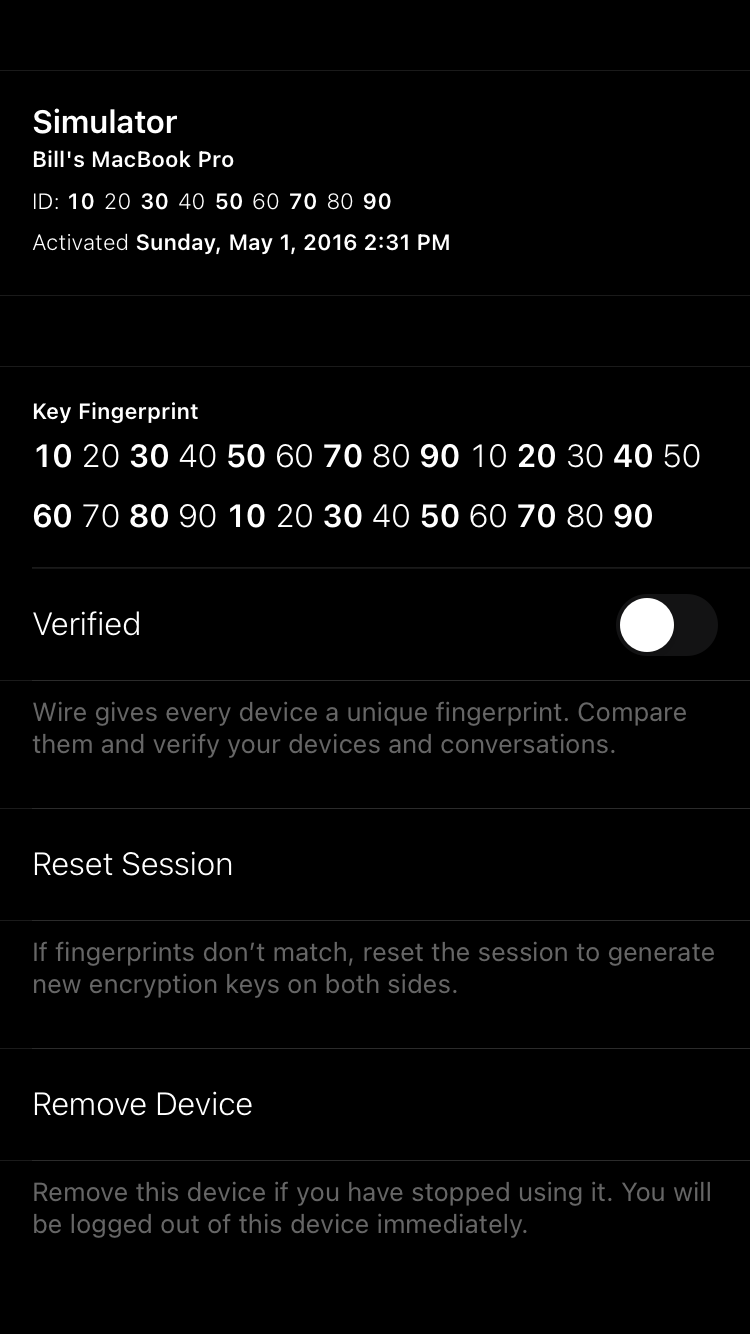 Simulator
Bill's MacBook Pro
ID: 10 20 30 40 50 60 70 80 90
Activated Sunday, May 1, 2016 2:31 PM
Key Fingerprint
10 20 30 40 50 60 70 80 90 10 20 30 40 50
60 70 80 90 10 20 30 40 50 60 70 80 90
Verified
Wire gives every device a unique fingerprint. Compare
them and verify your devices and conversations.
Reset Session
If fingerprints don’t match, reset the session to generate
new encryption keys on both sides.
Remove Device
Remove this device if you have stopped using it. You will
be logged out of this device immediately.